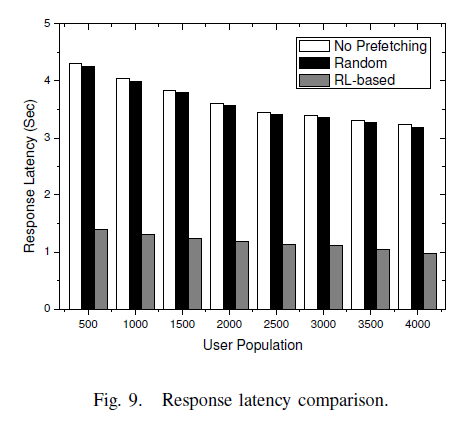 5
4
3
2
1
0
Response Latency (Sec)
No Prefetching
Random
RL-based
500 1000 1500 2000 2500 3000 3500 4000
User Population
Fig. 9. Response latency comparison.